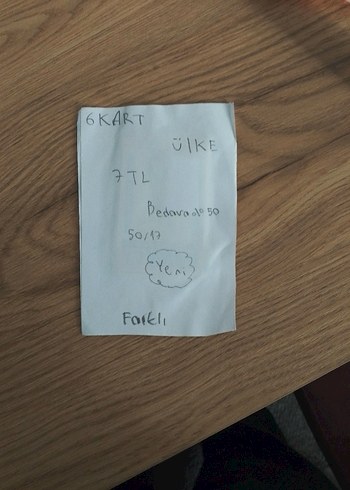 6 KART
ÜLKE
7 TL
Bedava % 50
50/17
Yeni
Farklı